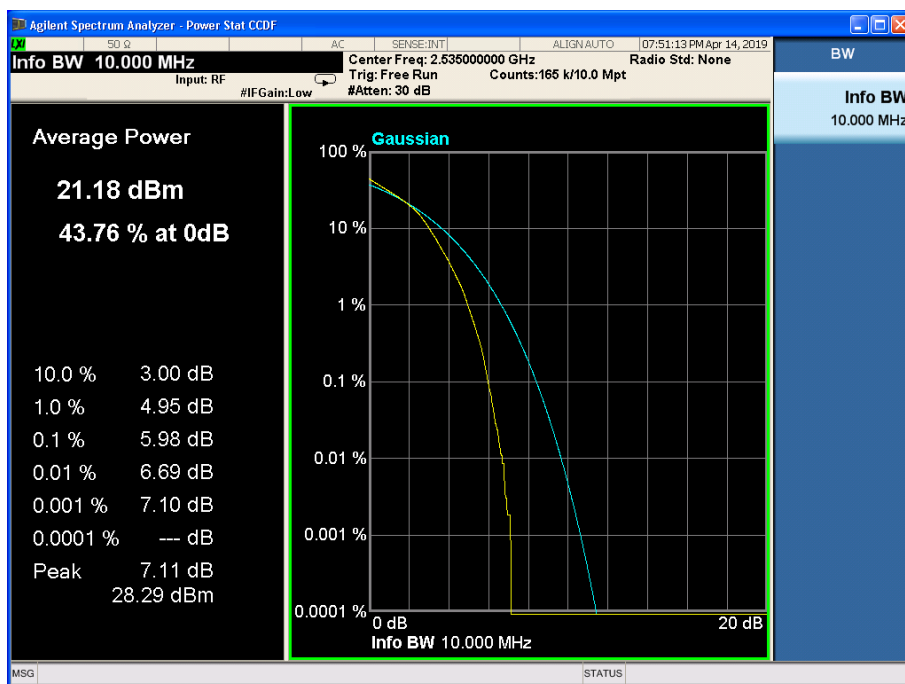 Agilent Spectrum Analyzer - Power Stat CCDF
LXI 50 Ω AC SENSE:INT ALIGN AUTO 07:51:13 PM Apr 14, 2019
Info BW 10.000 MHz
Center Freq: 2.535000000 GHz Radio Std: None
Input: RF Trig: Free Run Counts:165 k/10.0 Mpt
#IFGain:Low #Atten: 30 dB
BW
Info BW
10.000 MHz
Average Power
21.18 dBm
43.76 % at 0dB
10.0 % 3.00 dB
1.0 % 4.95 dB
0.1 % 5.98 dB
0.01 % 6.69 dB
0.001 % 7.10 dB
0.0001 % --- dB
Peak 7.11 dB
28.29 dBm
Gaussian
100 %
10 %
1 %
0.1 %
0.01 %
0.001 %
0.0001 %
0 dB 20 dB
Info BW 10.000 MHz
MSG STATUS